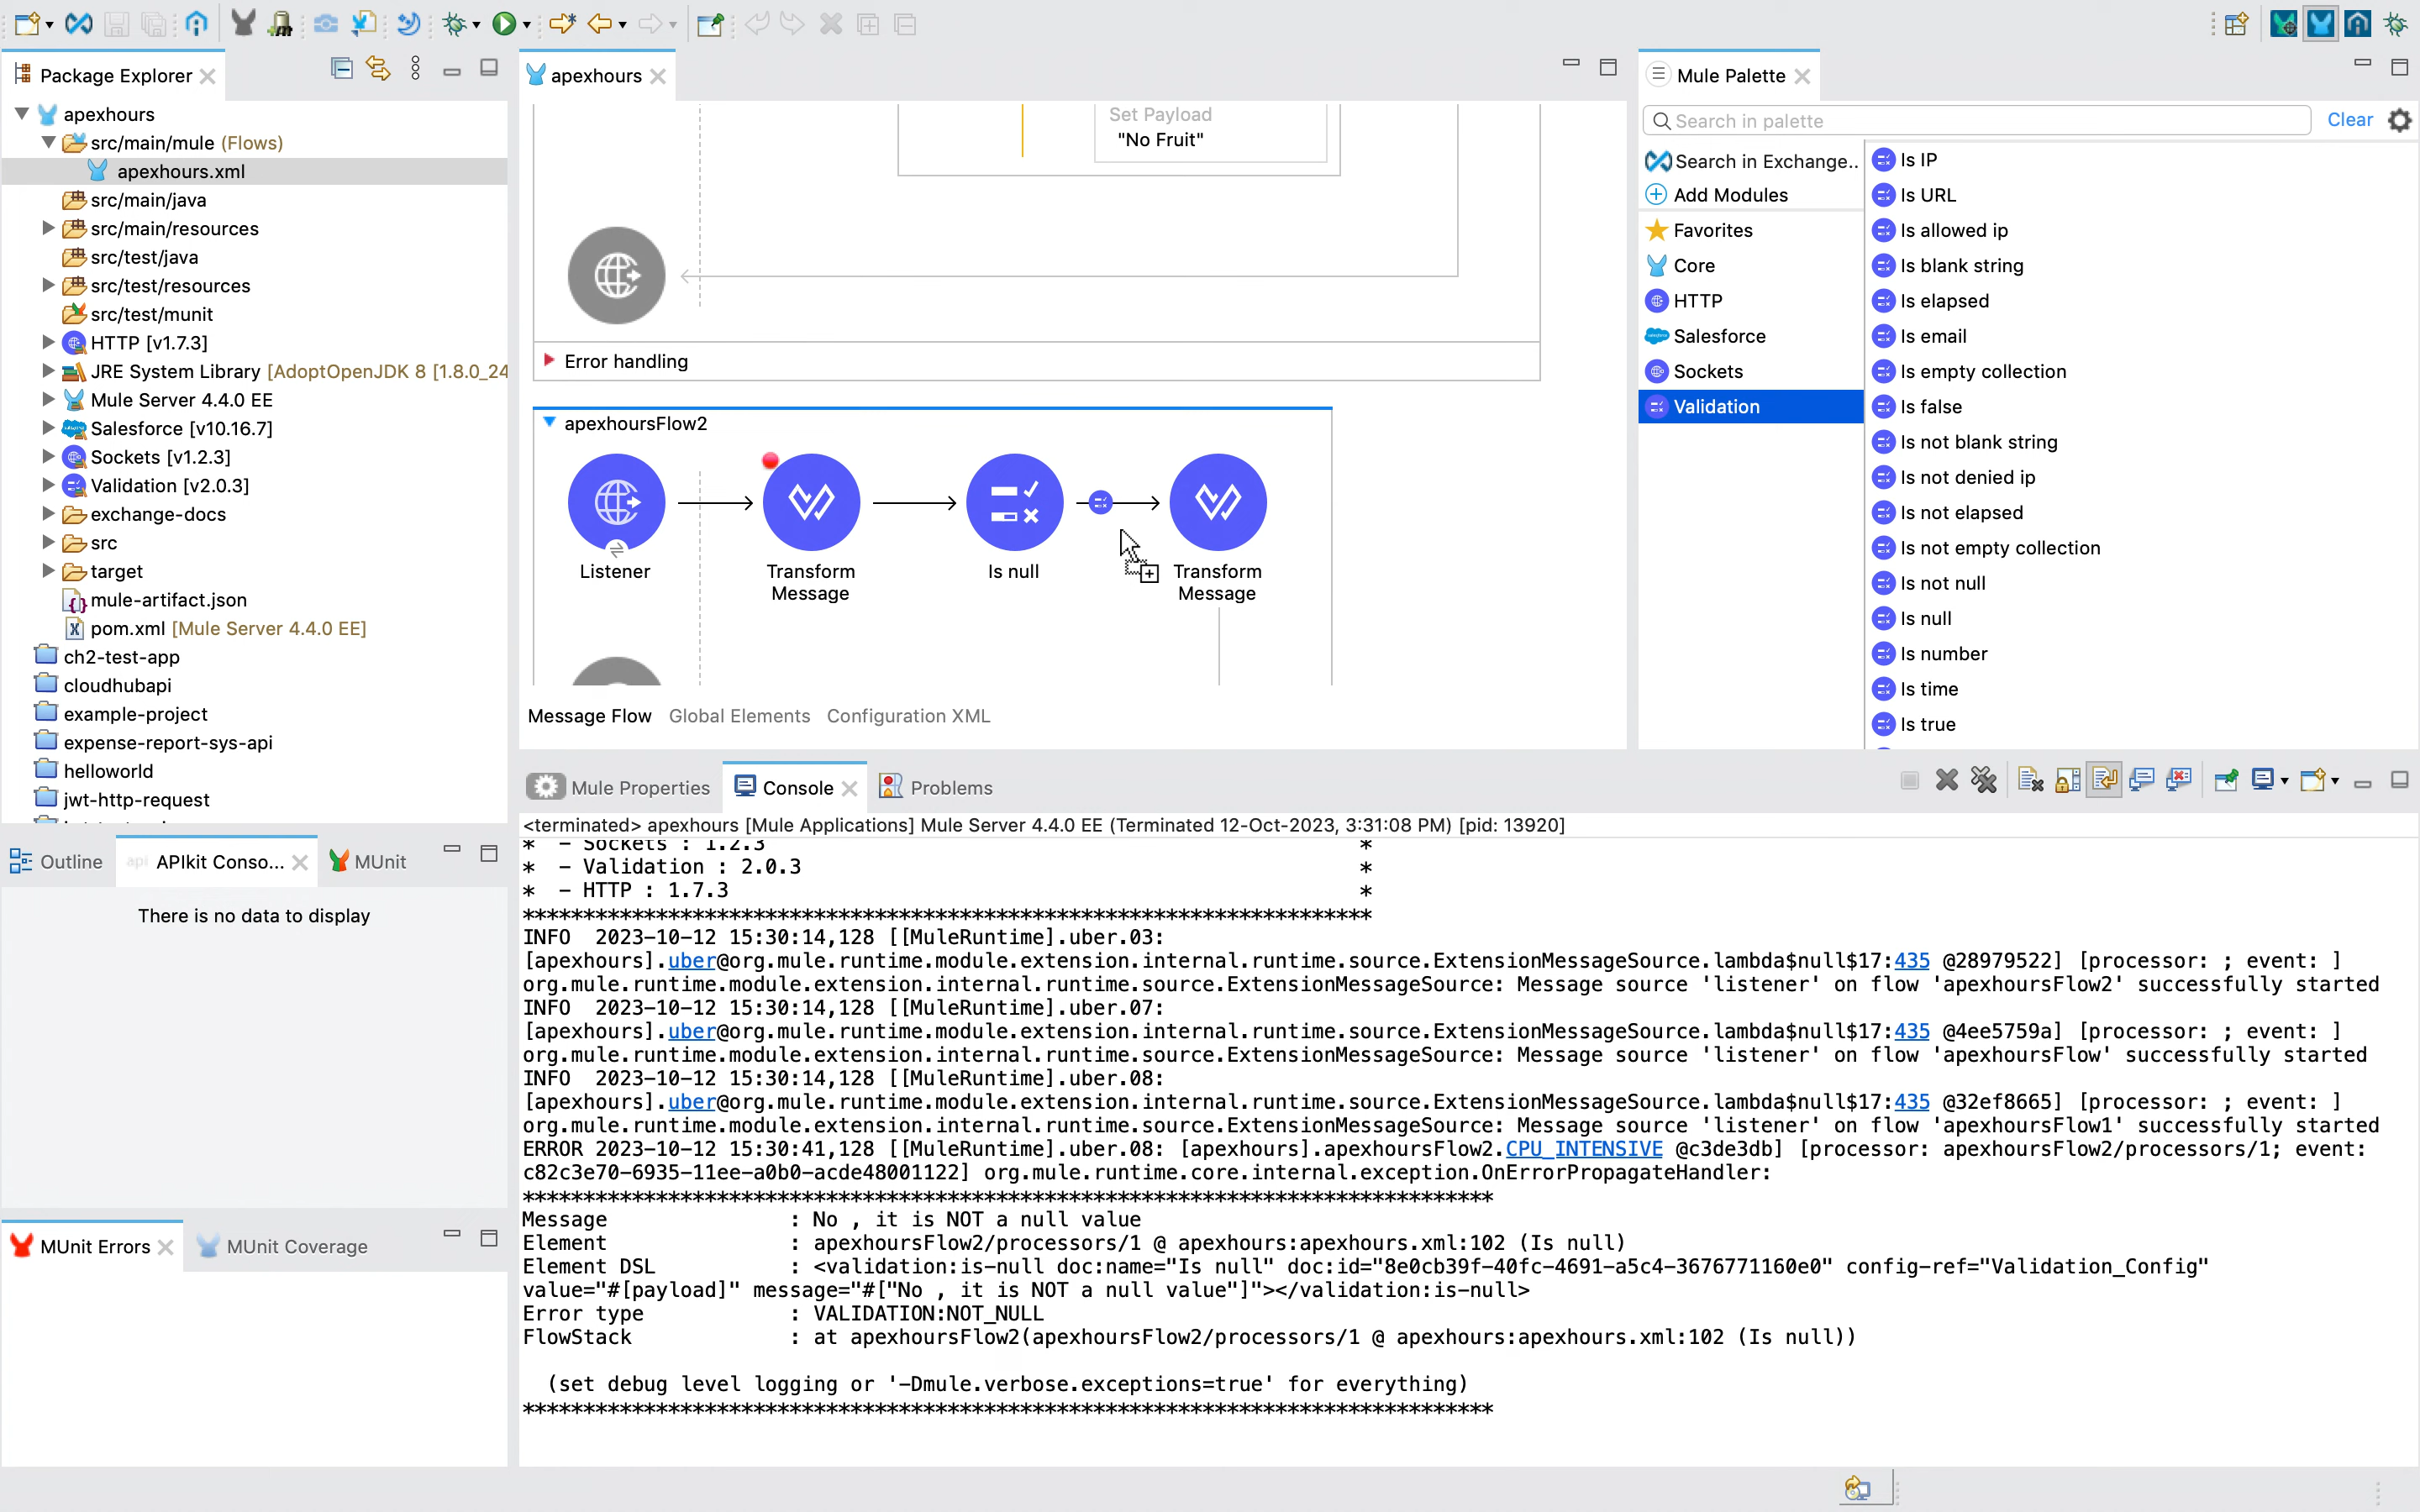 Package Explorer
apexhours
src/main/mule (Flows)
apexhours.xml
src/main/java
src/main/resources
src/test/java
src/test/resources
src/test/munit
HTTP [v1.7.3]
JRE System Library [AdoptOpenJDK 8 [1.8.0_24
Mule Server 4.4.0 EE
Salesforce [v10.16.7]
Sockets [v1.2.3]
Validation [v2.0.3]
exchange-docs
src
target
mule-artifact.json
pom.xml [Mule Server 4.4.0 EE]
ch2-test-app
cloudhubapi
example-project
expense-report-sys-api
helloworld
jwt-http-request
Outline
api APIkit Conso...
MUnit
There is no data to display
MUnit Errors
MUnit Coverage
apexhours
Set Payload
"No Fruit"
Error handling
apexhoursFlow2
Listener
Transform
Message
Is null
Transform
Message
Message Flow
Global Elements
Configuration XML
Mule Palette
Search in palette
Clear
Search in Exchange..
Add Modules
Favorites
Core
HTTP
Salesforce
Sockets
Validation
Is IP
Is URL
Is allowed ip
Is blank string
Is elapsed
Is email
Is empty collection
Is false
Is not blank string
Is not denied ip
Is not elapsed
Is not empty collection
Is not null
Is null
Is number
Is time
Is true
Mule Properties
Console
Problems
<terminated> apexhours [Mule Applications] Mule Server 4.4.0 EE (Terminated 12-Oct-2023, 3:31:08 PM) [pid: 13920]
* - Sockets : 1.2.3 *
* - Validation : 2.0.3 *
* - HTTP : 1.7.3 *
**********************************************************************
INFO 2023-10-12 15:30:14,128 [[MuleRuntime].uber.03:
[apexhours].uber@org.mule.runtime.module.extension.internal.runtime.source.ExtensionMessageSource.lambda$null$17:435 @28979522] [processor: ; event: ]
org.mule.runtime.module.extension.internal.runtime.source.ExtensionMessageSource: Message source 'listener' on flow 'apexhoursFlow2' successfully started
INFO 2023-10-12 15:30:14,128 [[MuleRuntime].uber.07:
[apexhours].uber@org.mule.runtime.module.extension.internal.runtime.source.ExtensionMessageSource.lambda$null$17:435 @4ee5759a] [processor: ; event: ]
org.mule.runtime.module.extension.internal.runtime.source.ExtensionMessageSource: Message source 'listener' on flow 'apexhoursFlow' successfully started
INFO 2023-10-12 15:30:14,128 [[MuleRuntime].uber.08:
[apexhours].uber@org.mule.runtime.module.extension.internal.runtime.source.ExtensionMessageSource.lambda$null$17:435 @32ef8665] [processor: ; event: ]
org.mule.runtime.module.extension.internal.runtime.source.ExtensionMessageSource: Message source 'listener' on flow 'apexhoursFlow1' successfully started
ERROR 2023-10-12 15:30:41,128 [[MuleRuntime].uber.08: [apexhours].apexhoursFlow2.CPU_INTENSIVE @c3de3db] [processor: apexhoursFlow2/processors/1; event:
c82c3e70-6935-11ee-a0b0-acde48001122] org.mule.runtime.core.internal.exception.OnErrorPropagateHandler:
********************************************************************************
Message : No , it is NOT a null value
Element : apexhoursFlow2/processors/1 @ apexhours:apexhours.xml:102 (Is null)
Element DSL : <validation:is-null doc:name="Is null" doc:id="8e0cb39f-40fc-4691-a5c4-3676771160e0" config-ref="Validation_Config"
value="#[payload]" message="#["No , it is NOT a null value"]"></validation:is-null>
Error type : VALIDATION:NOT_NULL
FlowStack : at apexhoursFlow2(apexhoursFlow2/processors/1 @ apexhours:apexhours.xml:102 (Is null))
(set debug level logging or '-Dmule.verbose.exceptions=true' for everything)
********************************************************************************